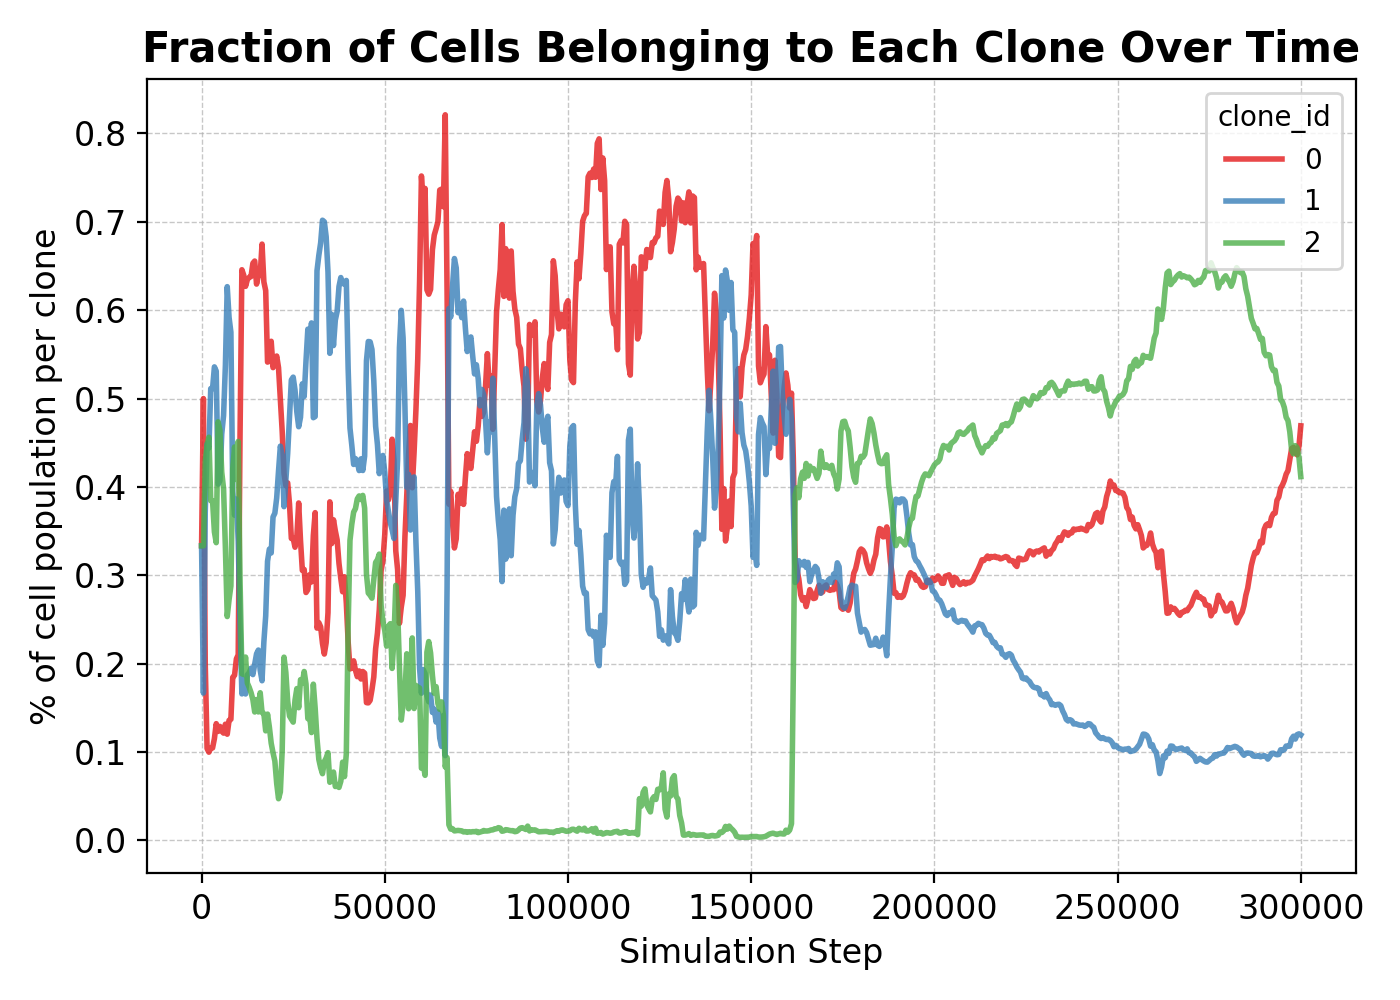 Fraction of Cells Belonging to Each Clone Over Time
% of cell population per clone
0.8
0.7
0.6
0.5
0.4
0.3
0.2
0.1
0.0
clone_id
0
1
2
0 50000 100000 150000 200000 250000 300000
Simulation Step